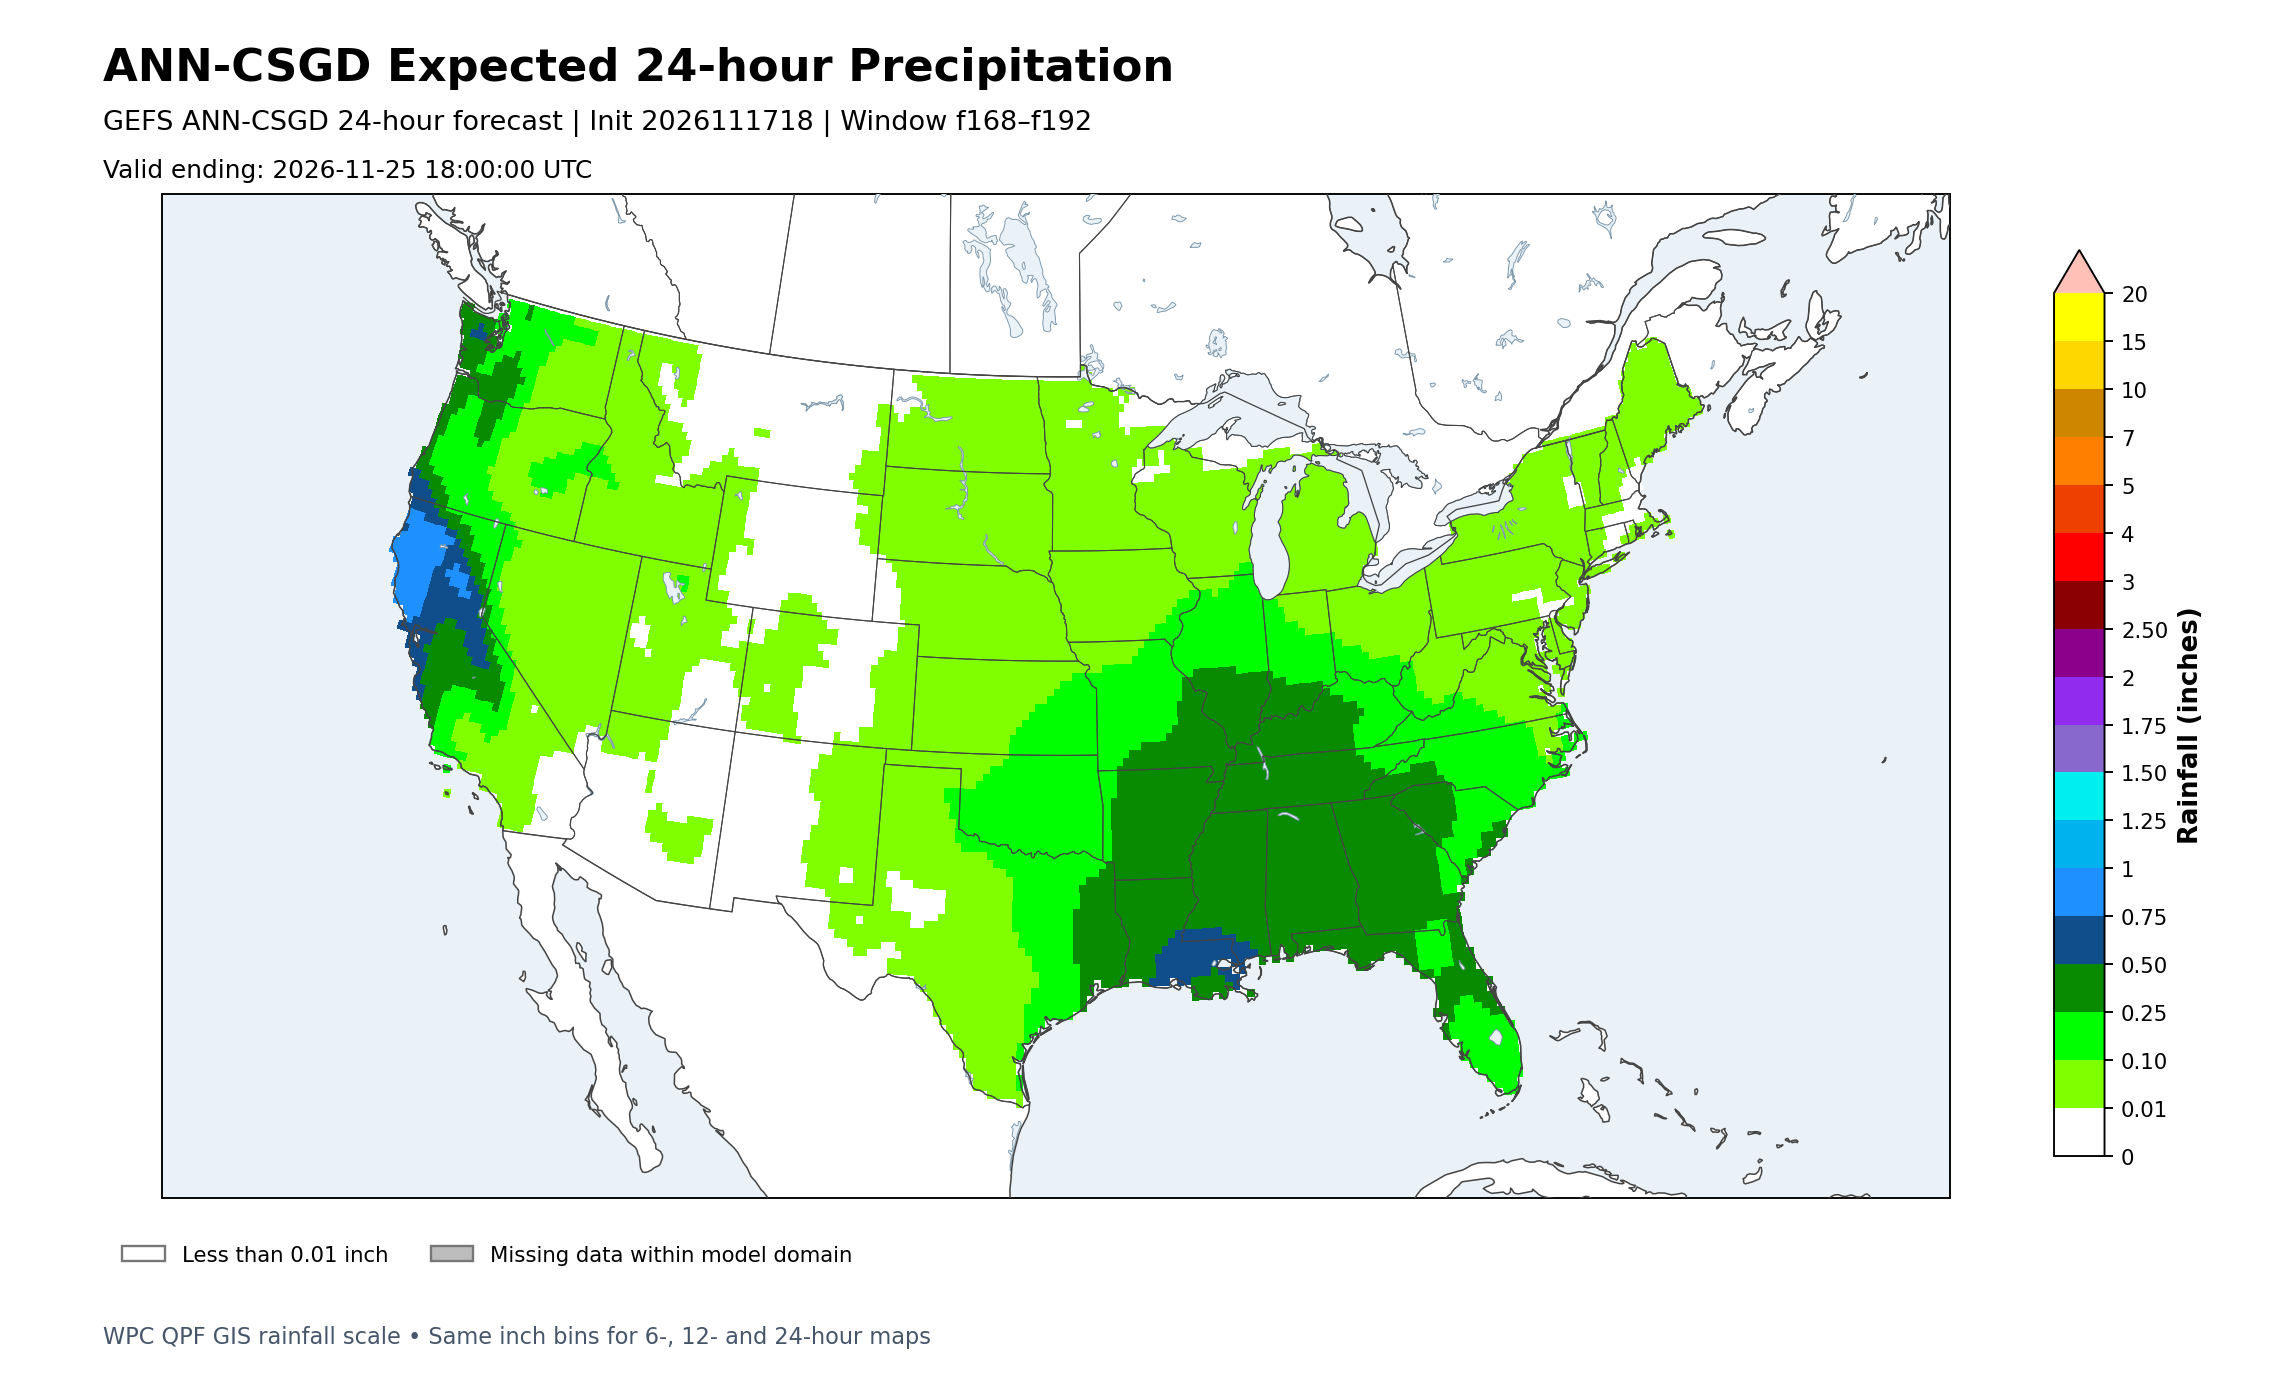 ANN-CSGD Expected 24-hour Precipitation
GEFS ANN-CSGD 24-hour forecast | Init 2026111718 | Window f168–f192
Valid ending: 2026-11-25 18:00:00 UTC
20
15
10
7
5
4
3
2.50
2
1.75
1.50
1.25
1
0.75
0.50
0.25
0.10
0.01
0
Rainfall (inches)
Less than 0.01 inch
Missing data within model domain
WPC QPF GIS rainfall scale • Same inch bins for 6-, 12- and 24-hour maps